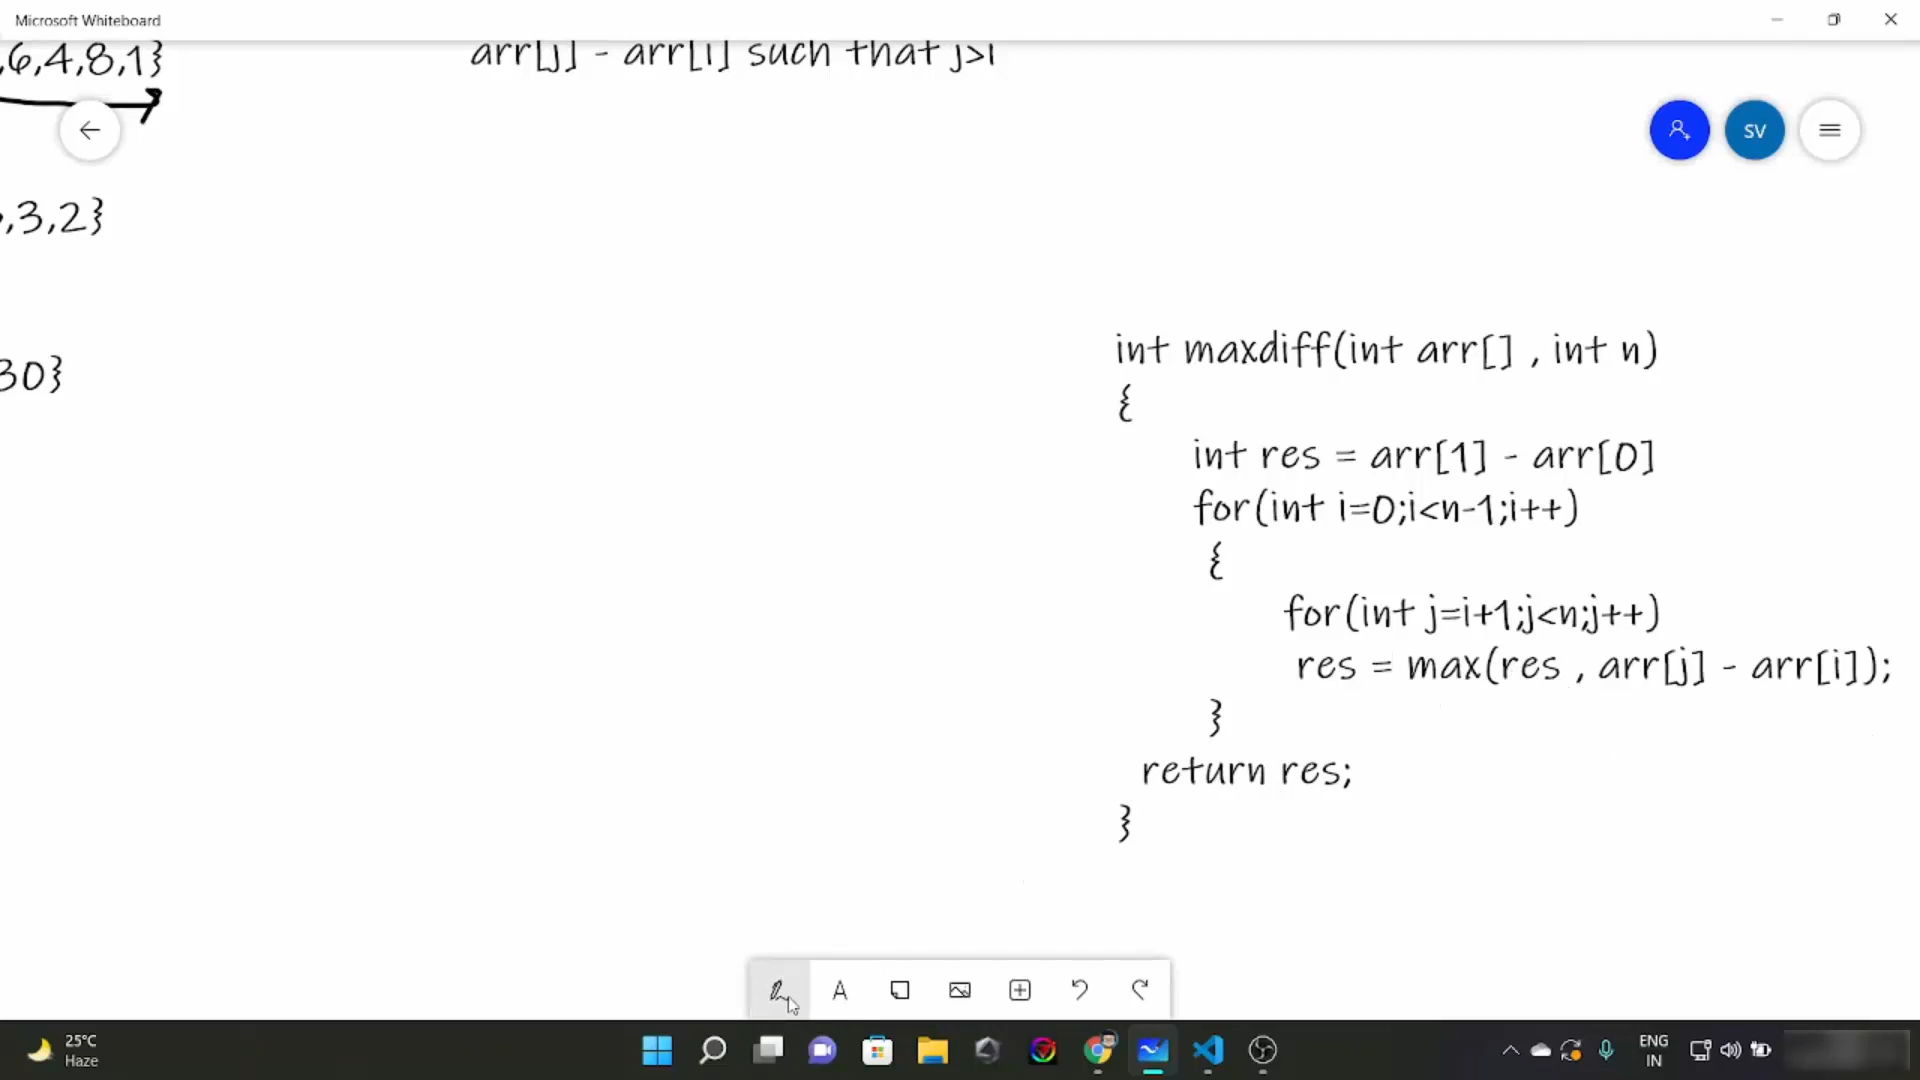 Microsoft Whiteboard
,6,4,8,1}
arr[j] - arr[i] such that j>i
SV
,3,2}
30}
int maxdiff(int arr[] , int n)
{
int res = arr[1] - arr[0]
for(int i=0;i<n-1;i++)
{
for(int j=i+1;j<n;j++)
res = max(res , arr[j] - arr[i]);
}
return res;
}
A
25°C
Haze
ENG
IN